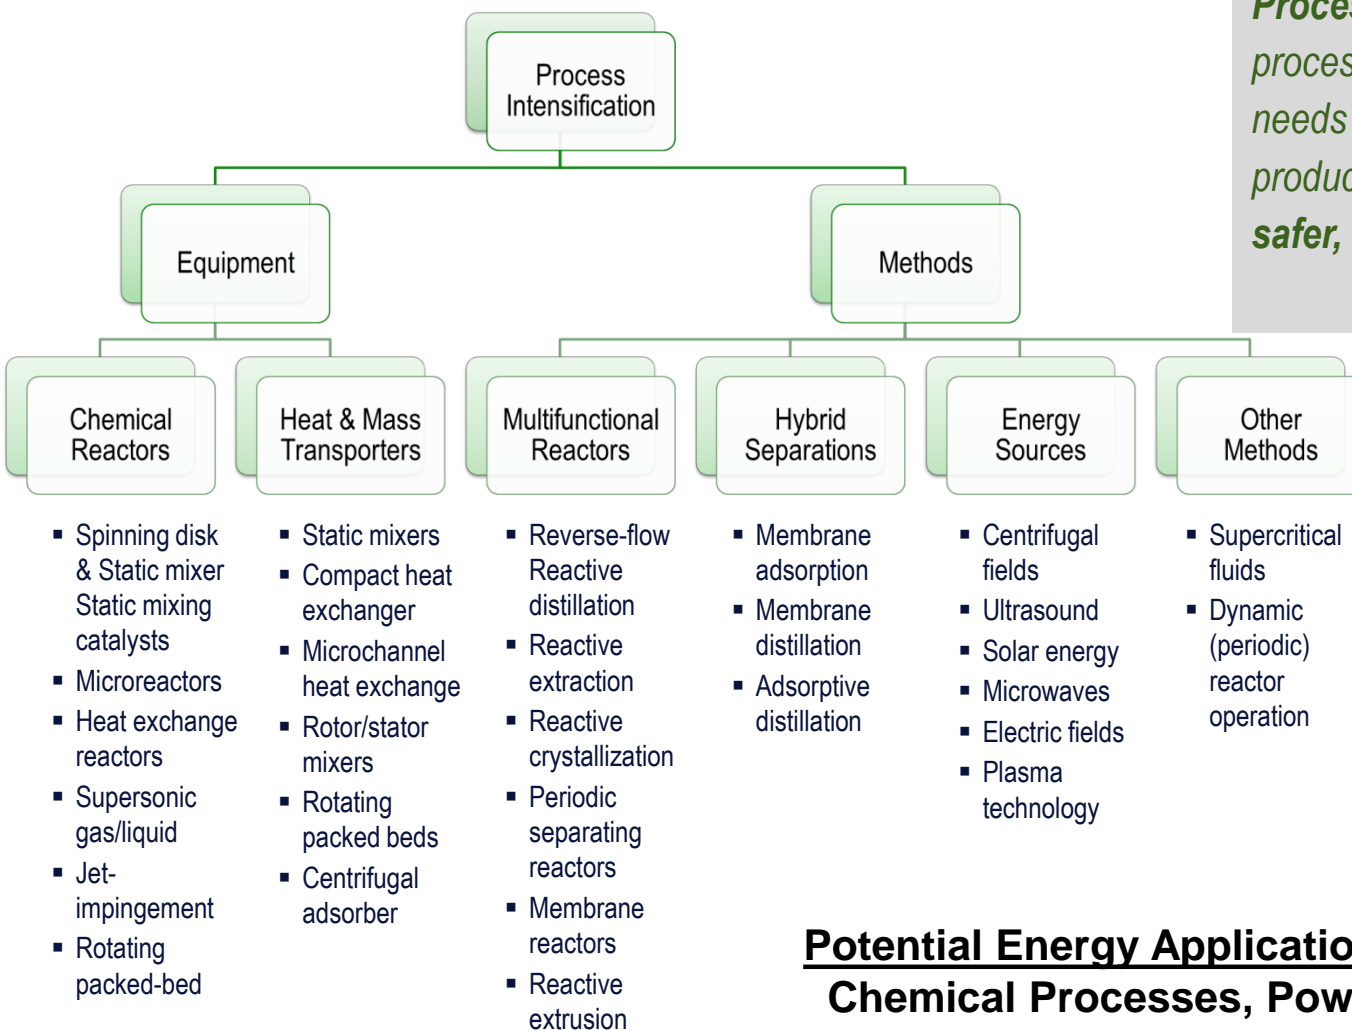 Process
Intensification
Equipment
Methods
Chemical
Reactors
Heat & Mass
Transporters
Multifunctional
Reactors
Hybrid
Separations
Energy
Sources
Other
Methods
▪ Spinning disk
& Static mixer
Static mixing
catalysts
▪ Microreactors
▪ Heat exchange
reactors
▪ Supersonic
gas/liquid
▪ Jet-
impingement
▪ Rotating
packed-bed
▪ Static mixers
▪ Compact heat
exchanger
▪ Microchannel
heat exchange
▪ Rotor/stator
mixers
▪ Rotating
packed beds
▪ Centrifugal
adsorber
▪ Reverse-flow
Reactive
distillation
▪ Reactive
extraction
▪ Reactive
crystallization
▪ Periodic
separating
reactors
▪ Membrane
reactors
▪ Reactive
extrusion
▪ Membrane
adsorption
▪ Membrane
distillation
▪ Adsorptive
distillation
▪ Centrifugal
fields
▪ Ultrasound
▪ Solar energy
▪ Microwaves
▪ Electric fields
▪ Plasma
technology
▪ Supercritical
fluids
▪ Dynamic
(periodic)
reactor
operation
needs
safer,
Potential Energy
Chemical Processes,